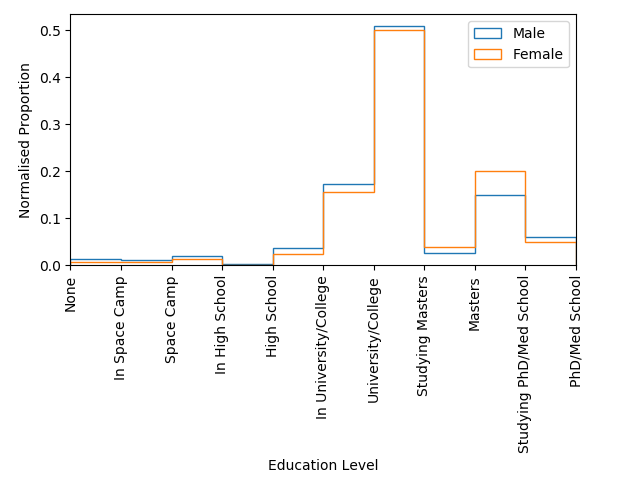 Male
Female
Normalised Proportion
0.5
0.4
0.3
0.2
0.1
0.0
None
In Space Camp
Space Camp
In High School
High School
In University/College
University/College
Studying Masters
Masters
Studying PhD/Med School
PhD/Med School
Education Level